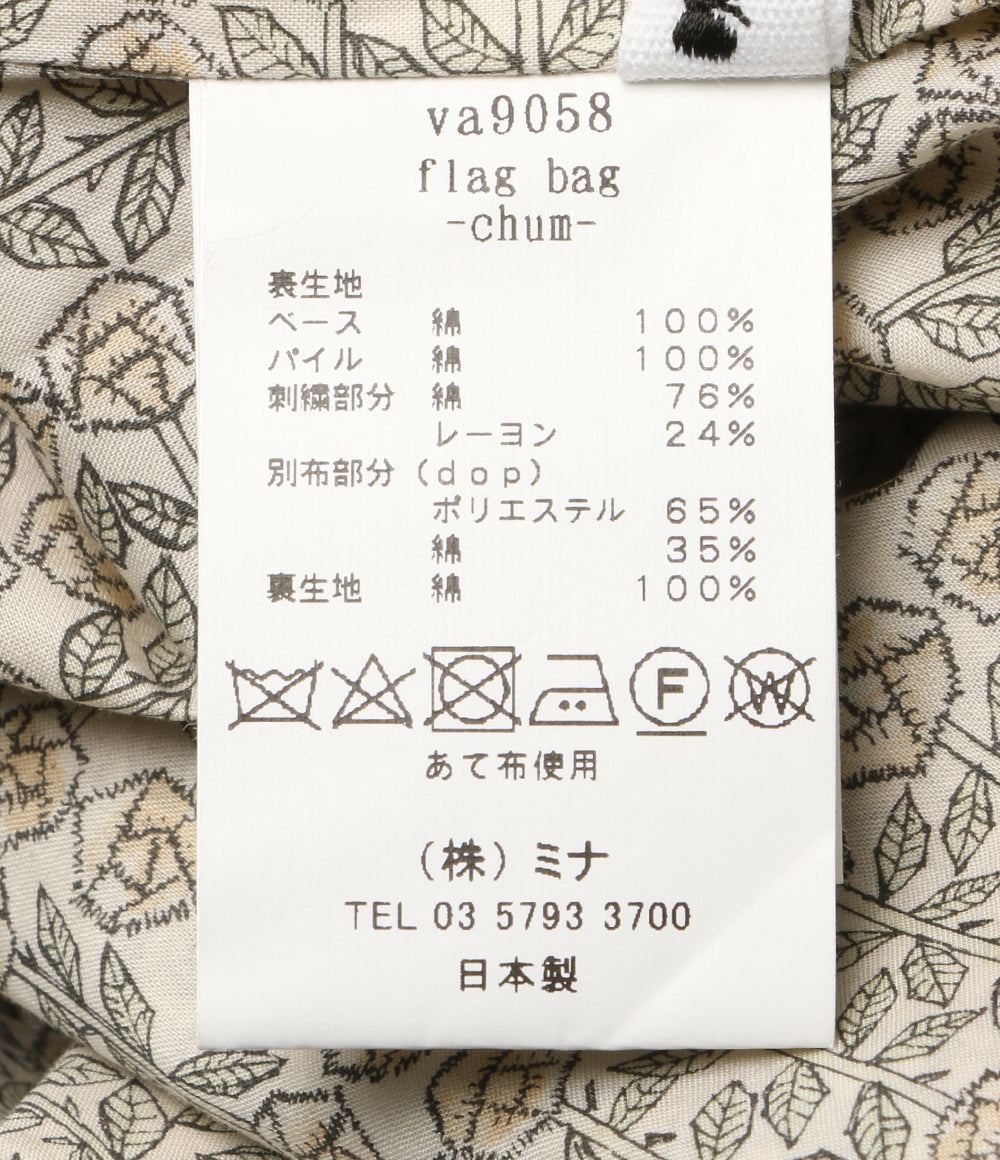 va9058
flag bag
-chum-
表生地
ベース 綿 100%
パイル 綿 100%
刺繍部分 綿 76%
レーヨン 24%
別布部分(dop)
ポリエステル 65%
綿 35%
裏生地 綿 100%
F W
あて布使用
(株)ミナ
TEL 03 5793 3700
日本製